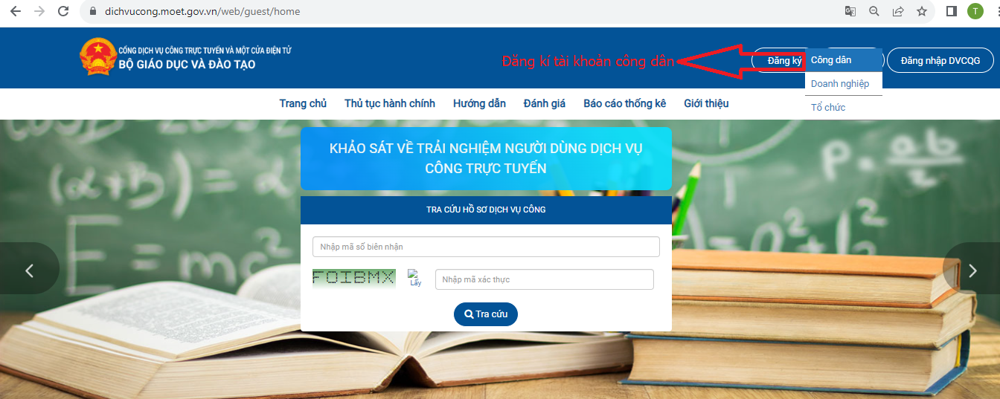 dichvucong.moet.gov.vn/web/guest/home
T
CỔNG DỊCH VỤ CÔNG TRỰC TUYẾN VÀ MỘT CỬA ĐIỆN TỬ
BỘ GIÁO DỤC VÀ ĐÀO TẠO
Đăng kí tài khoản công dân
Đăng ký
Công dân
Đăng nhập DVCQG
Doanh nghiệp
Tổ chức
Trang chủ Thủ tục hành chính Hướng dẫn Đánh giá Báo cáo thống kê Giới thiệu
KHẢO SÁT VỀ TRẢI NGHIỆM NGƯỜI DÙNG DỊCH VỤ
CÔNG TRỰC TUYẾN
TRA CỨU HỒ SƠ DỊCH VỤ CÔNG
Nhập mã số biên nhận
FOIBMX
Lấy
Nhập mã xác thực
Tra cứu